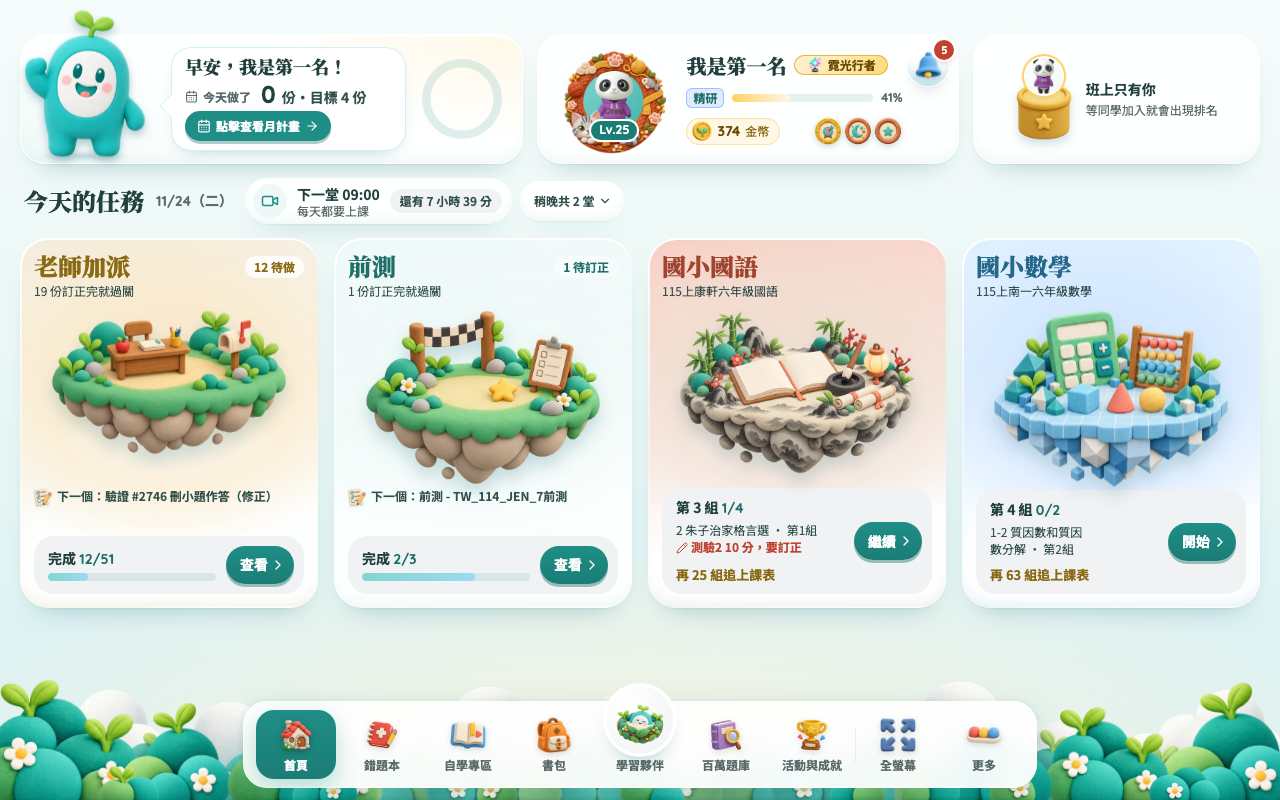 早安，我是第一名！
今天做了 0 份・目標 4 份
點擊查看月計畫
Lv.25
我是第一名
霓光行者
5
精研
41%
374 金幣
班上只有你
等同學加入就會出現排名
今天的任務
11/24（二）
下一堂 09:00
每天都要上課
還有 7 小時 39 分
稍晚共 2 堂
老師加派
12 待做
19 份訂正完就過關
下一個：驗證 #2746 刪小題作答（修正）
完成 12/51
查看
前測
1 待訂正
1 份訂正完就過關
下一個：前測 - TW_114_JEN_7前測
完成 2/3
查看
國小國語
115上康軒六年級國語
第 3 組 1/4
2 朱子治家格言選 ・ 第1組
測驗2 10 分，要訂正
再 25 組追上課表
繼續
國小數學
115上南一六年級數學
第 4 組 0/2
1-2 質因數和質因
數分解 ・ 第2組
再 63 組追上課表
開始
首頁
錯題本
自學專區
書包
學習夥伴
百萬題庫
活動與成就
全螢幕
更多